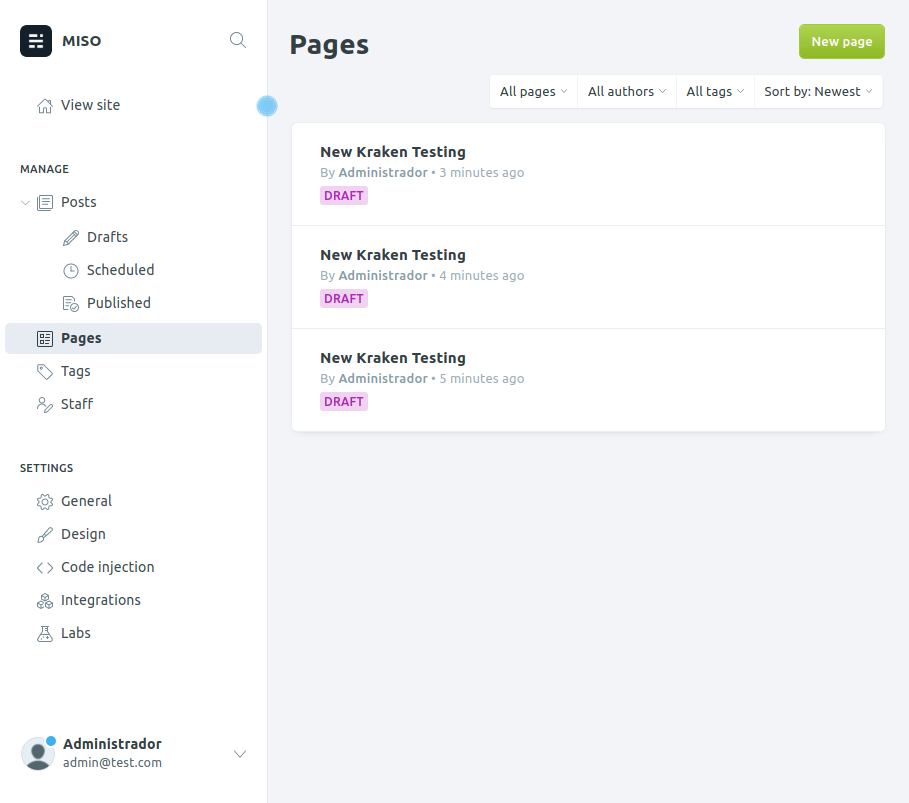 MISO
View site
MANAGE
Posts
Drafts
Scheduled
Published
Pages
Tags
Staff
SETTINGS
General
Design
Code injection
Integrations
Labs
Administrador
admin@test.com
Pages
New page
All pages
All authors
All tags
Sort by: Newest
New Kraken Testing
By Administrador • 3 minutes ago
DRAFT
New Kraken Testing
By Administrador • 4 minutes ago
DRAFT
New Kraken Testing
By Administrador • 5 minutes ago
DRAFT